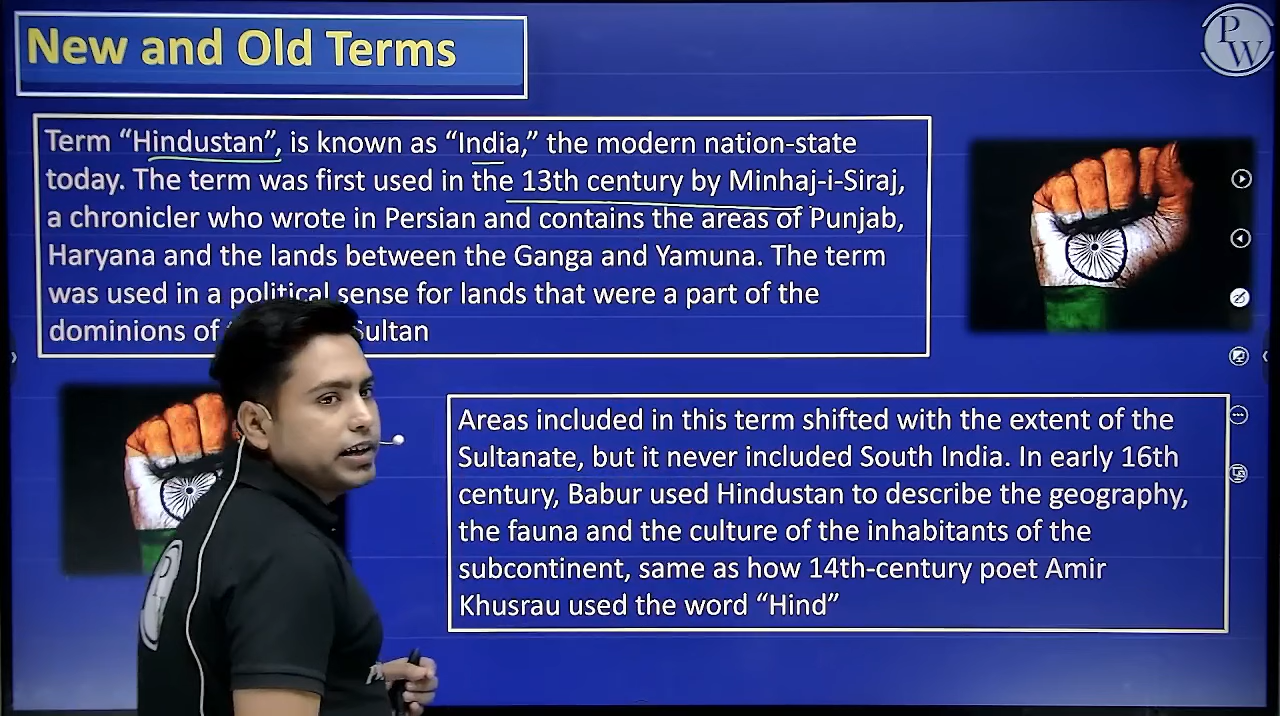 New and Old Terms
PW
Term “Hindustan”, is known as “India,” the modern nation-state
today. The term was first used in the 13th century by Minhaj-i-Siraj,
a chronicler who wrote in Persian and contains the areas of Punjab,
Haryana and the lands between the Ganga and Yamuna. The term
was used in a political sense for lands that were a part of the
dominions of Sultan
Areas included in this term shifted with the extent of the
Sultanate, but it never included South India. In early 16th
century, Babur used Hindustan to describe the geography,
the fauna and the culture of the inhabitants of the
subcontinent, same as how 14th-century poet Amir
Khusrau used the word “Hind”